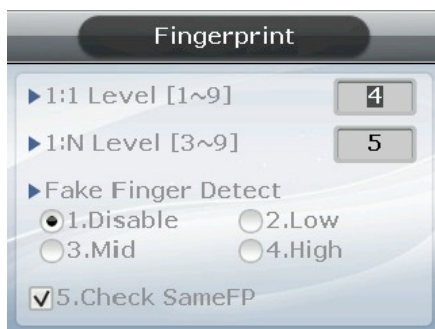 Fingerprint
▶1:1 Level [1~9] 4
▶1:N Level [3~9] 5
▶Fake Finger Detect
1.Disable 2.Low
3.Mid 4.High
5.Check SameFP